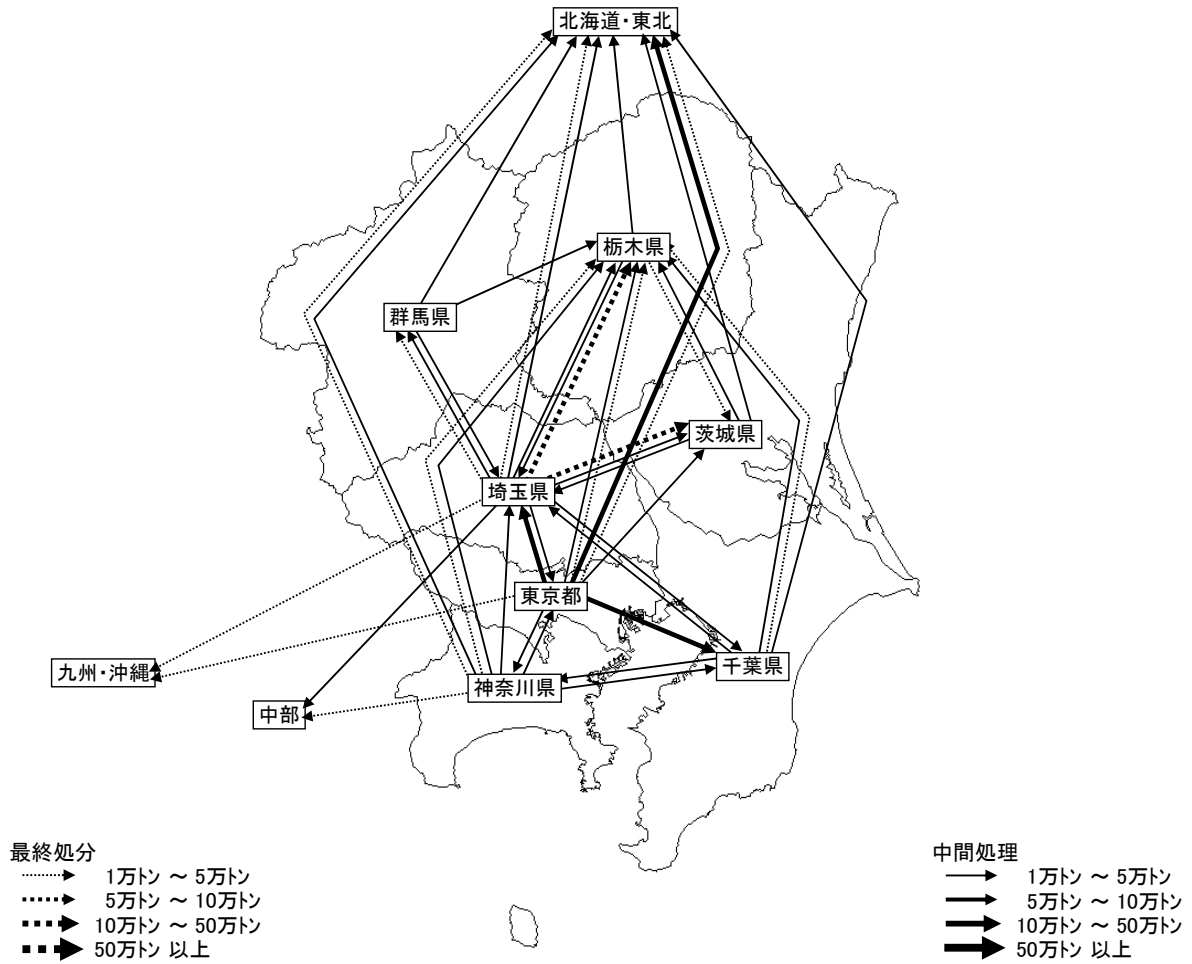 北海道・東北
栃木県
群馬県
茨城県
埼玉県
東京都
千葉県
九州・沖縄
神奈川県
中部
最終処分
1万トン ～ 5万トン
5万トン ～ 10万トン
10万トン ～ 50万トン
50万トン 以上
中間処理
1万トン ～ 5万トン
5万トン ～ 10万トン
10万トン ～ 50万トン
50万トン 以上